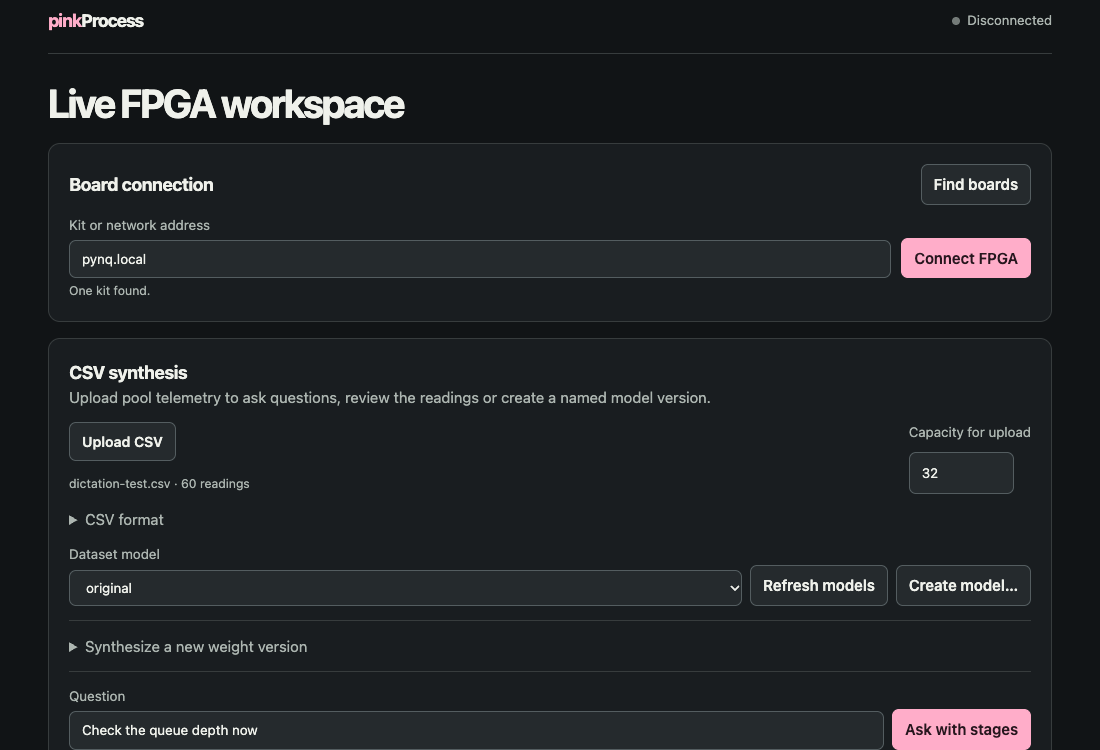 pinkProcess
Disconnected
Live FPGA workspace
Board connection
Find boards
Kit or network address
pynq.local
Connect FPGA
One kit found.
CSV synthesis
Upload pool telemetry to ask questions, review the readings or create a named model version.
Upload CSV
Capacity for upload
32
dictation-test.csv · 60 readings
CSV format
Dataset model
original
Refresh models
Create model...
Synthesize a new weight version
Question
Check the queue depth now
Ask with stages